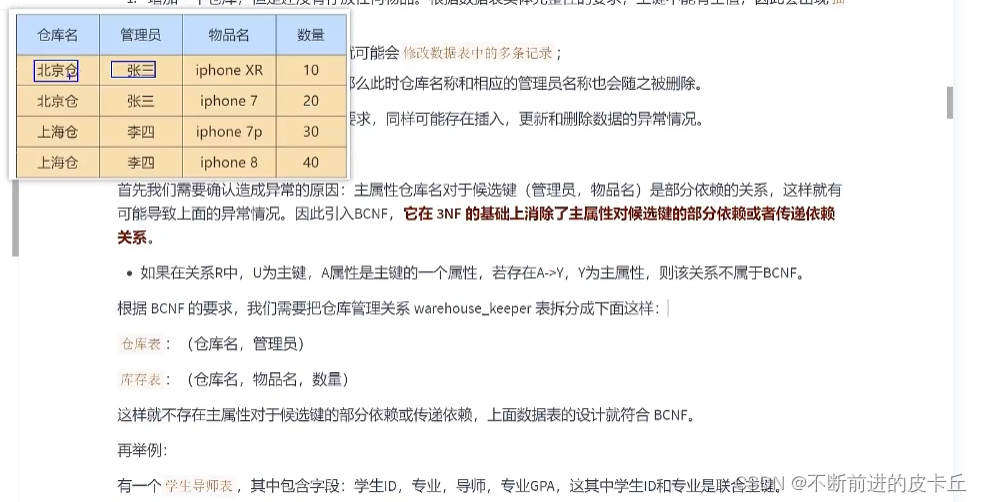 1. 增加一个仓库，但是还没有存放任何物品。根据数据表实体完整性的要求，主键不能有空值，因此会出现 插
仓库名 管理员 物品名 数量
北京仓 张三 iphone XR 10
北京仓 张三 iphone 7 20
上海仓 李四 iphone 7p 30
上海仓 李四 iphone 8 40
就可能会 修改数据表中的多条记录 ；
那么此时仓库名称和相应的管理员名称也会随之被删除。
要求，同样可能存在插入，更新和删除数据的异常情况。
首先我们需要确认造成异常的原因：主属性仓库名对于候选键（管理员，物品名）是部分依赖的关系，这样就有
可能导致上面的异常情况。因此引入BCNF，它在 3NF 的基础上消除了主属性对候选键的部分依赖或者传递依赖
关系。
• 如果在关系R中，U为主键，A属性是主键的一个属性，若存在A->Y，Y为主属性，则该关系不属于BCNF。
根据 BCNF 的要求，我们需要把仓库管理关系 warehouse_keeper 表拆分成下面这样：
仓库表 ：（仓库名，管理员）
库存表 ：（仓库名，物品名，数量）
这样就不存在主属性对于候选键的部分依赖或传递依赖，上面数据表的设计就符合 BCNF。
再举例：
有一个 学生导师表 ，其中包含字段：学生ID，专业，导师，专业GPA，这其中学生ID和专业是联合主键。
CSDN @不断前进的皮卡丘